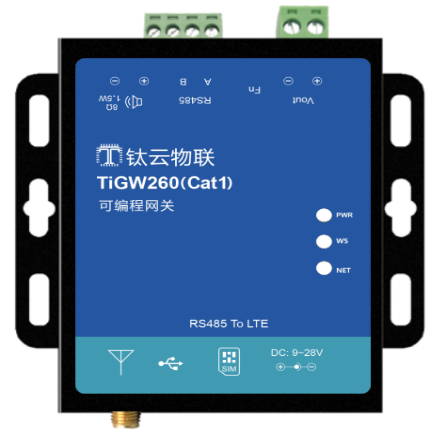 ⊖ ⊕ B A Fn ⊖ ⊕
8Ω 1.5W RS485 Vout
钛云物联
TiGW260(Cat1)
可编程网关
PWR
WS
NET
RS485 To LTE
DC: 9~28V
SIM